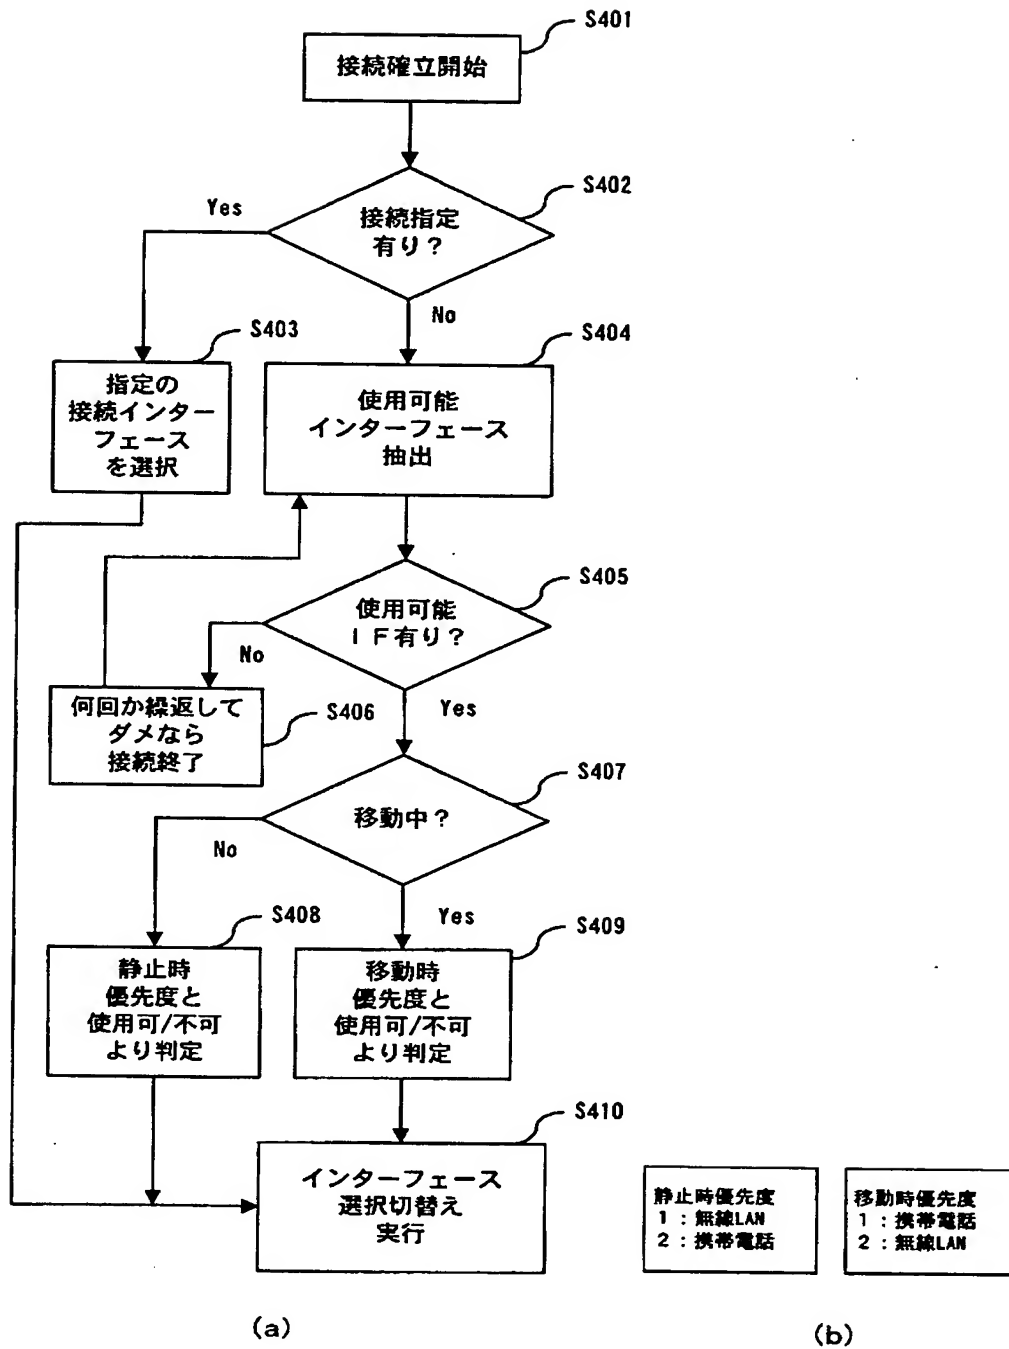 S401
接続確立開始
S402
Yes
接続指定
有り？
No
S403
S404
指定の
接続インター
フェース
を選択
使用可能
インターフェース
抽出
S405
使用可能
ＩＦ有り？
No
何回か繰返して
ダメなら
接続終了
S406
Yes
S407
移動中？
No
S408
Yes
S409
静止時
優先度と
使用可/不可
より判定
移動時
優先度と
使用可/不可
より判定
S410
インターフェース
選択切替え
実行
静止時優先度
１：無線LAN
２：携帯電話
移動時優先度
１：携帯電話
２：無線LAN
(a)
(b)